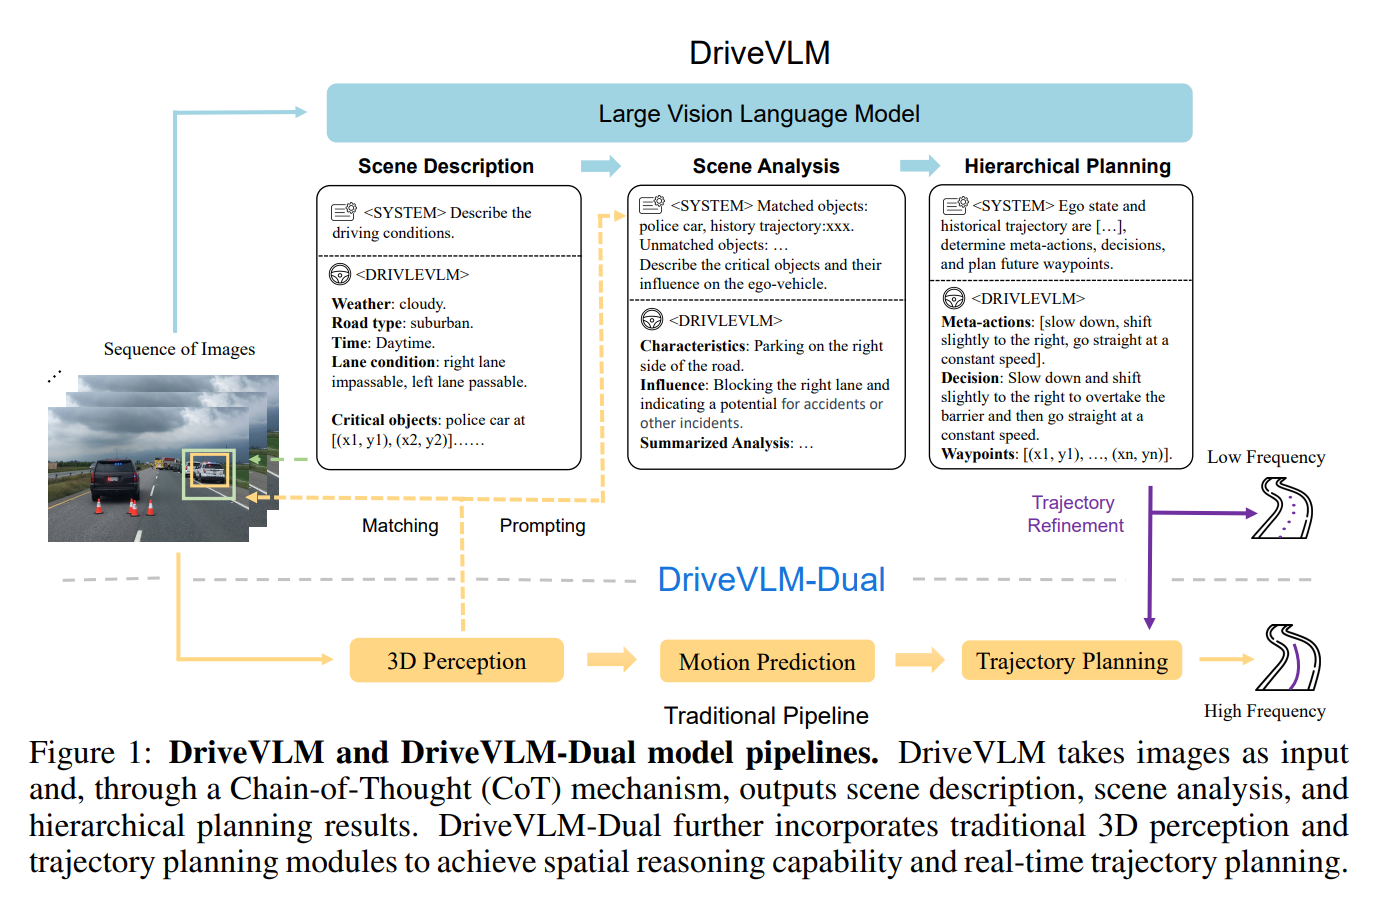 DriveVLM
Large Vision Language Model
Scene Description
Scene Analysis
Hierarchical Planning
<SYSTEM> Describe the
driving conditions.
<DRIVLEVLM>
Weather: cloudy.
Road type: suburban.
Time: Daytime.
Lane condition: right lane
impassable, left lane passable.
Critical objects: police car at
[(x1, y1), (x2, y2)]……
<SYSTEM> Matched objects:
police car, history trajectory:xxx.
Unmatched objects: …
Describe the critical objects and their
influence on the ego-vehicle.
<DRIVLEVLM>
Characteristics: Parking on the right
side of the road.
Influence: Blocking the right lane and
indicating a potential for accidents or
other incidents.
Summarized Analysis: …
<SYSTEM> Ego state and
historical trajectory are […],
determine meta-actions, decisions,
and plan future waypoints.
<DRIVLEVLM>
Meta-actions: [slow down, shift
slightly to the right, go straight at a
constant speed].
Decision: Slow down and shift
slightly to the right to overtake the
barrier and then go straight at a
constant speed.
Waypoints: [(x1, y1), …, (xn, yn)].
Sequence of Images
Low Frequency
Trajectory
Refinement
Matching
Prompting
DriveVLM-Dual
3D Perception
Motion Prediction
Trajectory Planning
High Frequency
Traditional Pipeline
Figure 1: DriveVLM and DriveVLM-Dual model pipelines. DriveVLM takes images as input
and, through a Chain-of-Thought (CoT) mechanism, outputs scene description, scene analysis, and
hierarchical planning results. DriveVLM-Dual further incorporates traditional 3D perception and
trajectory planning modules to achieve spatial reasoning capability and real-time trajectory planning.